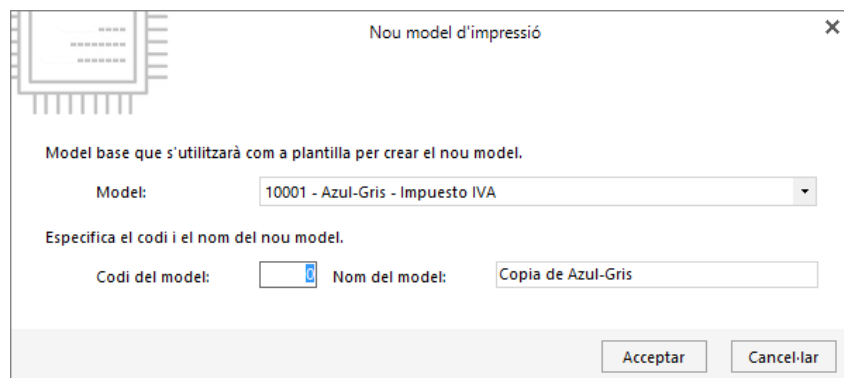 Nou model d'impressió
Model base que s'utilitzarà com a plantilla per crear el nou model.
Model: 10001 - Azul-Gris - Impuesto IVA
Especifica el codi i el nom del nou model.
Codi del model: 0 Nom del model: Copia de Azul-Gris
Acceptar Cancel·lar